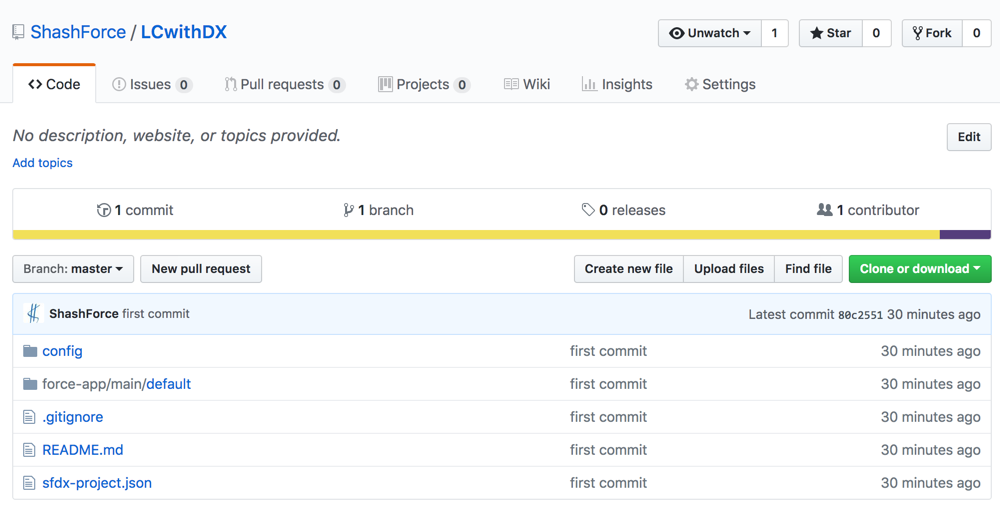 ShashForce / LCwithDX
Unwatch 1 Star 0 Fork 0
Code Issues 0 Pull requests 0 Projects 0 Wiki Insights Settings
No description, website, or topics provided.
Edit
Add topics
1 commit 1 branch 0 releases 1 contributor
Branch: master New pull request Create new file Upload files Find file Clone or download
ShashForce first commit Latest commit 80c2551 30 minutes ago
config first commit 30 minutes ago
force-app/main/default first commit 30 minutes ago
.gitignore first commit 30 minutes ago
README.md first commit 30 minutes ago
sfdx-project.json first commit 30 minutes ago